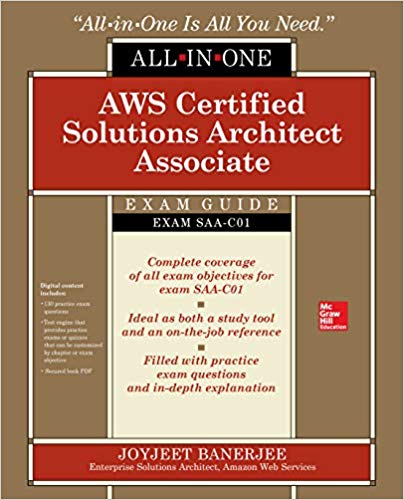 “All-in-One Is All You Need.”
ALL-IN-ONE
AWS Certified
Solutions Architect
Associate
EXAM GUIDE
EXAM SAA-C01
Complete coverage
of all exam objectives for
exam SAA-C01
Ideal as both a study tool
and an on-the-job reference
Filled with practice
exam questions
and in-depth explanation
Digital content
includes:
• 130 practice exam
questions
• Test engine that
provides practice
exams or quizzes
that can be customized
by chapter or exam
objective
• Secured book PDF
Mc
Graw
Hill
Education
JOYJEET BANERJEE
Enterprise Solutions Architect, Amazon Web Services